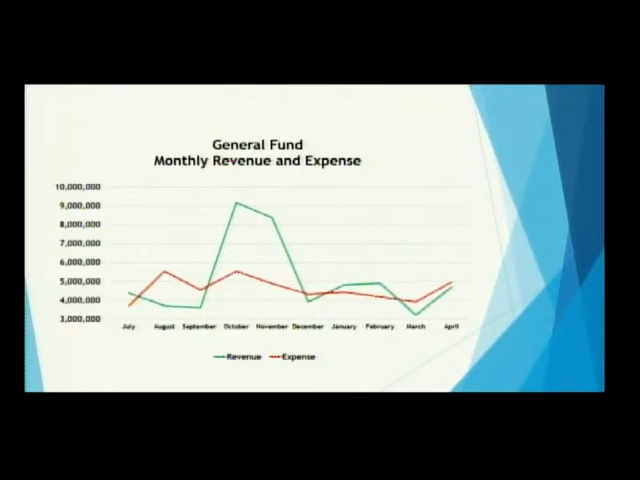 General Fund
Monthly Revenue and Expense
10,000,000
9,000,000
8,000,000
7,000,000
6,000,000
5,000,000
4,000,000
3,000,000
July August September October November December January February March April
Revenue Expense